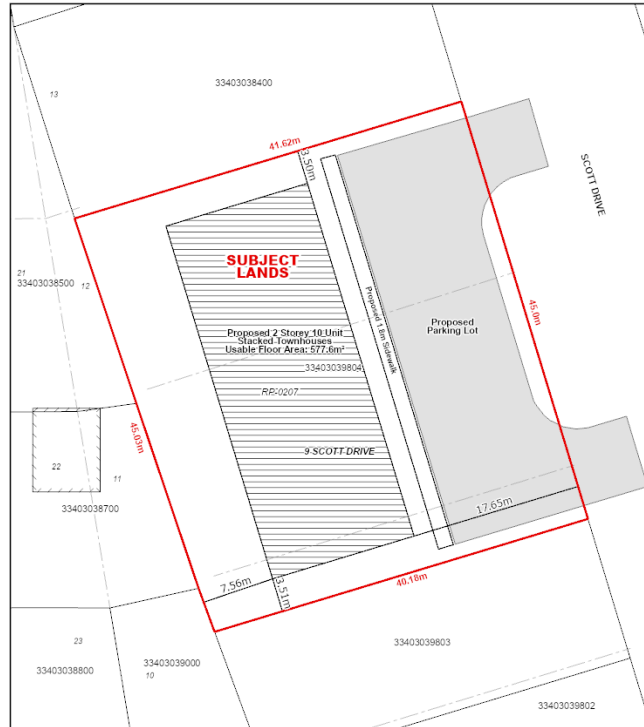 33403038400
13
41.62m
3.50m
SCOTT DRIVE
SUBJECT
LANDS
21
33403038500
12
Proposed 1.8m Sidewalk
45.0m
Proposed
Parking Lot
Proposed 2 Storey 10 Unit
Stacked Townhouses
Usable Floor Area: 577.6m²
33403039804
RP-0207
45.03m
9 SCOTT DRIVE
22
11
33403038700
17.65m
7.56m
3.51m
40.18m
23
33403038800
33403039000
10
33403039803
33403039802